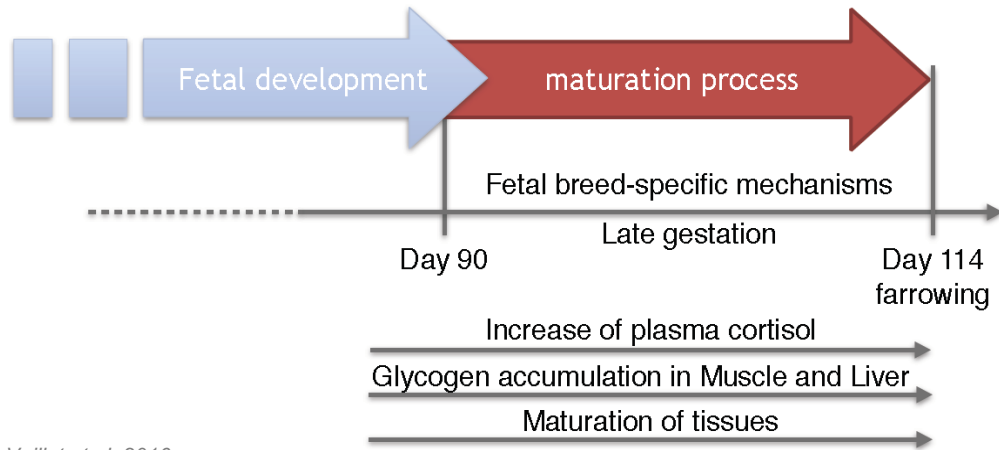 Fetal development
maturation process
Fetal breed-specific mechanisms
Late gestation
Day 90
Day 114
farrowing
Increase of plasma cortisol
Glycogen accumulation in Muscle and Liver
Maturation of tissues